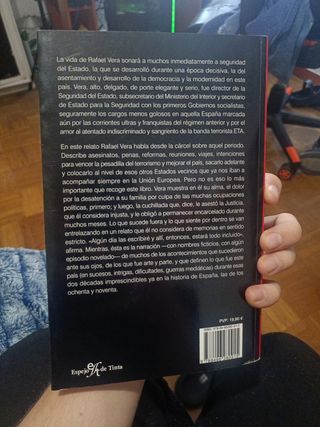 La vida de Rafael Vera sonará a muchos inmediatamente a seguridad
del Estado, la que se desarrolló durante una época decisiva, la del
asentamiento y desarrollo de la democracia y la modernidad en este
país. Vera, alto, delgado, de porte elegante y serio, fue director de
la Seguridad del Estado, subsecretario del Ministerio del Interior y secretario
de Estado para la Seguridad con los primeros Gobiernos socialistas,
seguramente los cargos menos golosos en aquella España marcada
aún por las corrientes ultras y franquistas del régimen anterior y por el
temor al atentado indiscriminado y sangriento de la banda terrorista ETA.
En este relato Rafael Vera habla desde la cárcel sobre aquel periodo.
Describe asesinatos, penas, reformas, reuniones, viajes, intenciones
para vencer la pesadilla del terrorismo y mejorar el país, sacarlo adelante
y colocarlo al nivel de esos otros Estados vecinos que ya nos iban a
acompañar siempre en la Unión Europea. Pero no es eso lo más
importante que recoge este libro. Vera muestra en él su alma, el dolor
por la desatención a su familia por culpa de las muchas ocupaciones
políticas, primero; y luego, la cuchillada que, dice, le asestó la Justicia,
que él considera injusta, y le obligó a permanecer encarcelado durante
muchos meses. Lo que sucede fuera y lo que siente por dentro se van
entrelazando en un relato que él no considera de memorias en sentido
estricto. «Algún día las escribiré y allí, entonces, estará todo incluido»,
afirma. Mientras, ésta es la narración —con nombres ficticios, con algún
episodio novelado— de muchos de los acontecimientos que sucedieron
ante sus ojos, de los que fue arte y parte, y que definen lo que fue este
país (en sucesos, intrigas, dificultades, guerras mediáticas) durante esas
dos décadas imprescindibles ya en la historia de España, las de los
ochenta y noventa.
PVP: 19,90 €
Espejo de Tinta